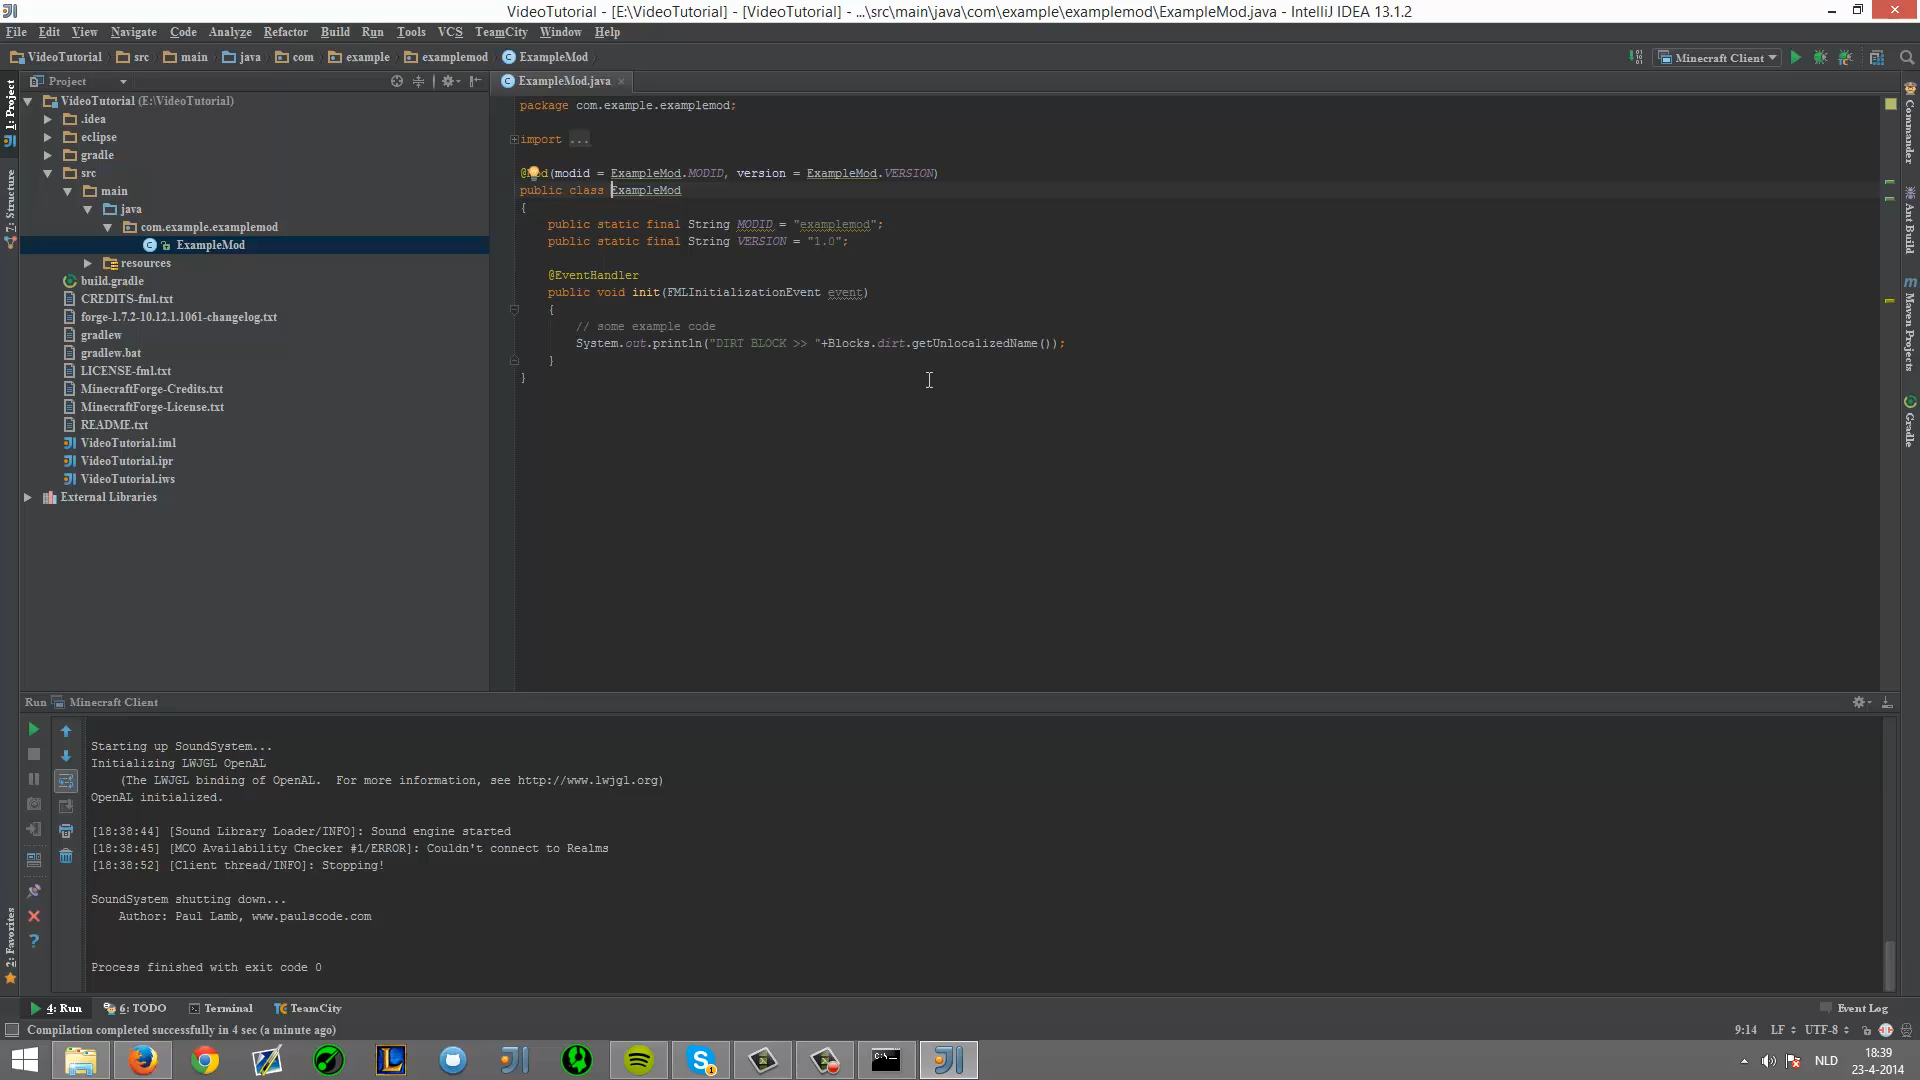 VideoTutorial - [E:\VideoTutorial] - [VideoTutorial] - ...\src\main\java\com\example\examplemod\ExampleMod.java - IntelliJ IDEA 13.1.2
File Edit View Navigate Code Analyze Refactor Build Run Tools VCS TeamCity Window Help
VideoTutorial src main java com example examplemod ExampleMod Minecraft Client
1: Project
7: Structure
2: Favorites
Project
VideoTutorial (E:\VideoTutorial)
.idea
eclipse
gradle
src
main
java
com.example.examplemod
ExampleMod
resources
build.gradle
CREDITS-fml.txt
forge-1.7.2-10.12.1.1061-changelog.txt
gradlew
gradlew.bat
LICENSE-fml.txt
MinecraftForge-Credits.txt
MinecraftForge-License.txt
README.txt
VideoTutorial.iml
VideoTutorial.ipr
VideoTutorial.iws
External Libraries
ExampleMod.java
package com.example.examplemod;
import ...
@Mod(modid = ExampleMod.MODID, version = ExampleMod.VERSION)
public class ExampleMod
{
public static final String MODID = "examplemod";
public static final String VERSION = "1.0";
@EventHandler
public void init(FMLInitializationEvent event)
{
// some example code
System.out.println("DIRT BLOCK >> "+Blocks.dirt.getUnlocalizedName());
}
}
Commander
Ant Build
Maven Projects
Gradle
Run Minecraft Client
Starting up SoundSystem...
Initializing LWJGL OpenAL
(The LWJGL binding of OpenAL.  For more information, see http://www.lwjgl.org)
OpenAL initialized.
[18:38:44] [Sound Library Loader/INFO]: Sound engine started
[18:38:45] [MCO Availability Checker #1/ERROR]: Couldn't connect to Realms
[18:38:52] [Client thread/INFO]: Stopping!
SoundSystem shutting down...
Author: Paul Lamb, www.paulscode.com
Process finished with exit code 0
4: Run 6: TODO Terminal TeamCity Event Log
Compilation completed successfully in 4 sec (a minute ago) 9:14 LF UTF-8
NLD
18:39
23-4-2014